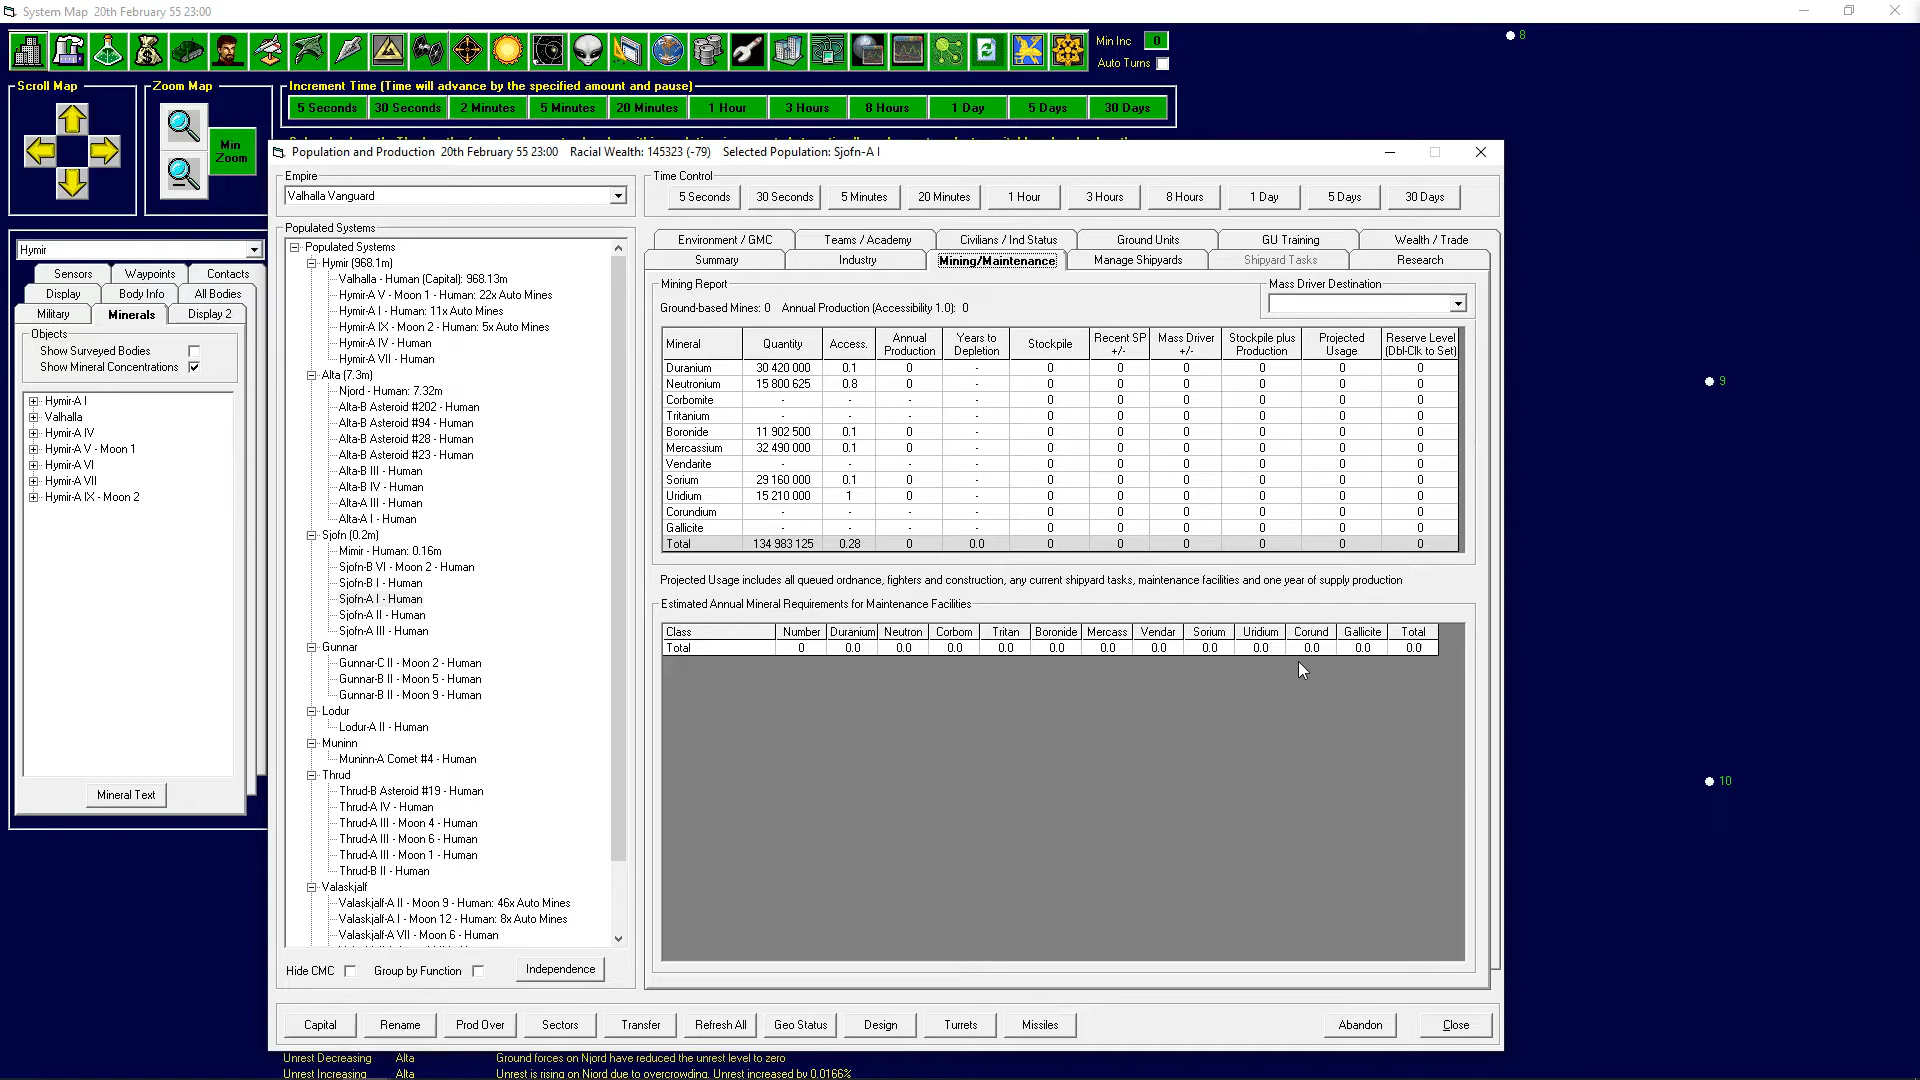 System Map   20th February 55 23:00
Min Inc   0
Auto Turns
Scroll Map
Zoom Map
Min Zoom
Increment Time (Time will advance by the specified amount and pause)
5 Seconds   30 Seconds   2 Minutes   5 Minutes   20 Minutes   1 Hour   3 Hours   8 Hours   1 Day   5 Days   30 Days
8
9
10
Hymir
Sensors   Waypoints   Contacts
Display   Body Info   All Bodies
Military   Minerals   Display 2
Objects
Show Surveyed Bodies
Show Mineral Concentrations
Hymir-A I
Valhalla
Hymir-A IV
Hymir-A V - Moon 1
Hymir-A VI
Hymir-A VII
Hymir-A IX - Moon 2
Mineral Text
Population and Production   20th February 55 23:00   Racial Wealth: 145323 (-79)   Selected Population: Sjofn-A I
Empire
Valhalla Vanguard
Populated Systems
Populated Systems
Hymir (968.1m)
Valhalla - Human (Capital): 968.13m
Hymir-A V - Moon 1 - Human: 22x Auto Mines
Hymir-A I - Human: 11x Auto Mines
Hymir-A IX - Moon 2 - Human: 5x Auto Mines
Hymir-A IV - Human
Hymir-A VII - Human
Alta (7.3m)
Njord - Human: 7.32m
Alta-B Asteroid #202 - Human
Alta-B Asteroid #94 - Human
Alta-B Asteroid #28 - Human
Alta-B Asteroid #23 - Human
Alta-B III - Human
Alta-B IV - Human
Alta-A III - Human
Alta-A I - Human
Sjofn (0.2m)
Mimir - Human: 0.16m
Sjofn-B VI - Moon 2 - Human
Sjofn-B I - Human
Sjofn-A I - Human
Sjofn-A II - Human
Sjofn-A III - Human
Gunnar
Gunnar-C II - Moon 2 - Human
Gunnar-B II - Moon 5 - Human
Gunnar-B II - Moon 9 - Human
Lodur
Lodur-A II - Human
Muninn
Muninn-A Comet #4 - Human
Thrud
Thrud-B Asteroid #19 - Human
Thrud-A IV - Human
Thrud-A III - Moon 4 - Human
Thrud-A III - Moon 6 - Human
Thrud-A III - Moon 1 - Human
Thrud-B II - Human
Valaskjalf
Valaskjalf-A II - Moon 9 - Human: 46x Auto Mines
Valaskjalf-A I - Moon 12 - Human: 8x Auto Mines
Valaskjalf-A VII - Moon 6 - Human
Hide CMC   Group by Function   Independence
Time Control
5 Seconds   30 Seconds   5 Minutes   20 Minutes   1 Hour   3 Hours   8 Hours   1 Day   5 Days   30 Days
Environment / GMC   Teams / Academy   Civilians / Ind Status   Ground Units   GU Training   Wealth / Trade
Summary   Industry   Mining/Maintenance   Manage Shipyards   Shipyard Tasks   Research
Mining Report
Mass Driver Destination
Ground-based Mines: 0   Annual Production (Accessibility 1.0): 0
Mineral   Quantity   Access.   Annual Production   Years to Depletion   Stockpile   Recent SP +/-   Mass Driver +/-   Stockpile plus Production   Projected Usage   Reserve Level (Dbl-Clk to Set)
Duranium   30 420 000   0.1   0   -   0   0   0   0   0   0
Neutronium   15 800 625   0.8   0   -   0   0   0   0   0   0
Corbomite   -   -   0   -   0   0   0   0   0   0
Tritanium   -   -   0   -   0   0   0   0   0   0
Boronide   11 902 500   0.1   0   -   0   0   0   0   0   0
Mercassium   32 490 000   0.1   0   -   0   0   0   0   0   0
Vendarite   -   -   0   -   0   0   0   0   0   0
Sorium   29 160 000   0.1   0   -   0   0   0   0   0   0
Uridium   15 210 000   1   0   -   0   0   0   0   0   0
Corundium   -   -   0   -   0   0   0   0   0   0
Gallicite   -   -   0   -   0   0   0   0   0   0
Total   134 983 125   0.28   0   0.0   0   0   0   0   0   0
Projected Usage includes all queued ordnance, fighters and construction, any current shipyard tasks, maintenance facilities and one year of supply production
Estimated Annual Mineral Requirements for Maintenance Facilities
Class   Number   Duranium   Neutron   Corbom   Tritan   Boronide   Mercass   Vendar   Sorium   Uridium   Corund   Gallicite   Total
Total   0   0.0   0.0   0.0   0.0   0.0   0.0   0.0   0.0   0.0   0.0   0.0   0.0
Capital   Rename   Prod Over   Sectors   Transfer   Refresh All   Geo Status   Design   Turrets   Missiles   Abandon   Close
Unrest Decreasing   Alta   Ground forces on Njord have reduced the unrest level to zero
Unrest Increasing   Alta   Unrest is rising on Njord due to overcrowding. Unrest increased by 0.0166%